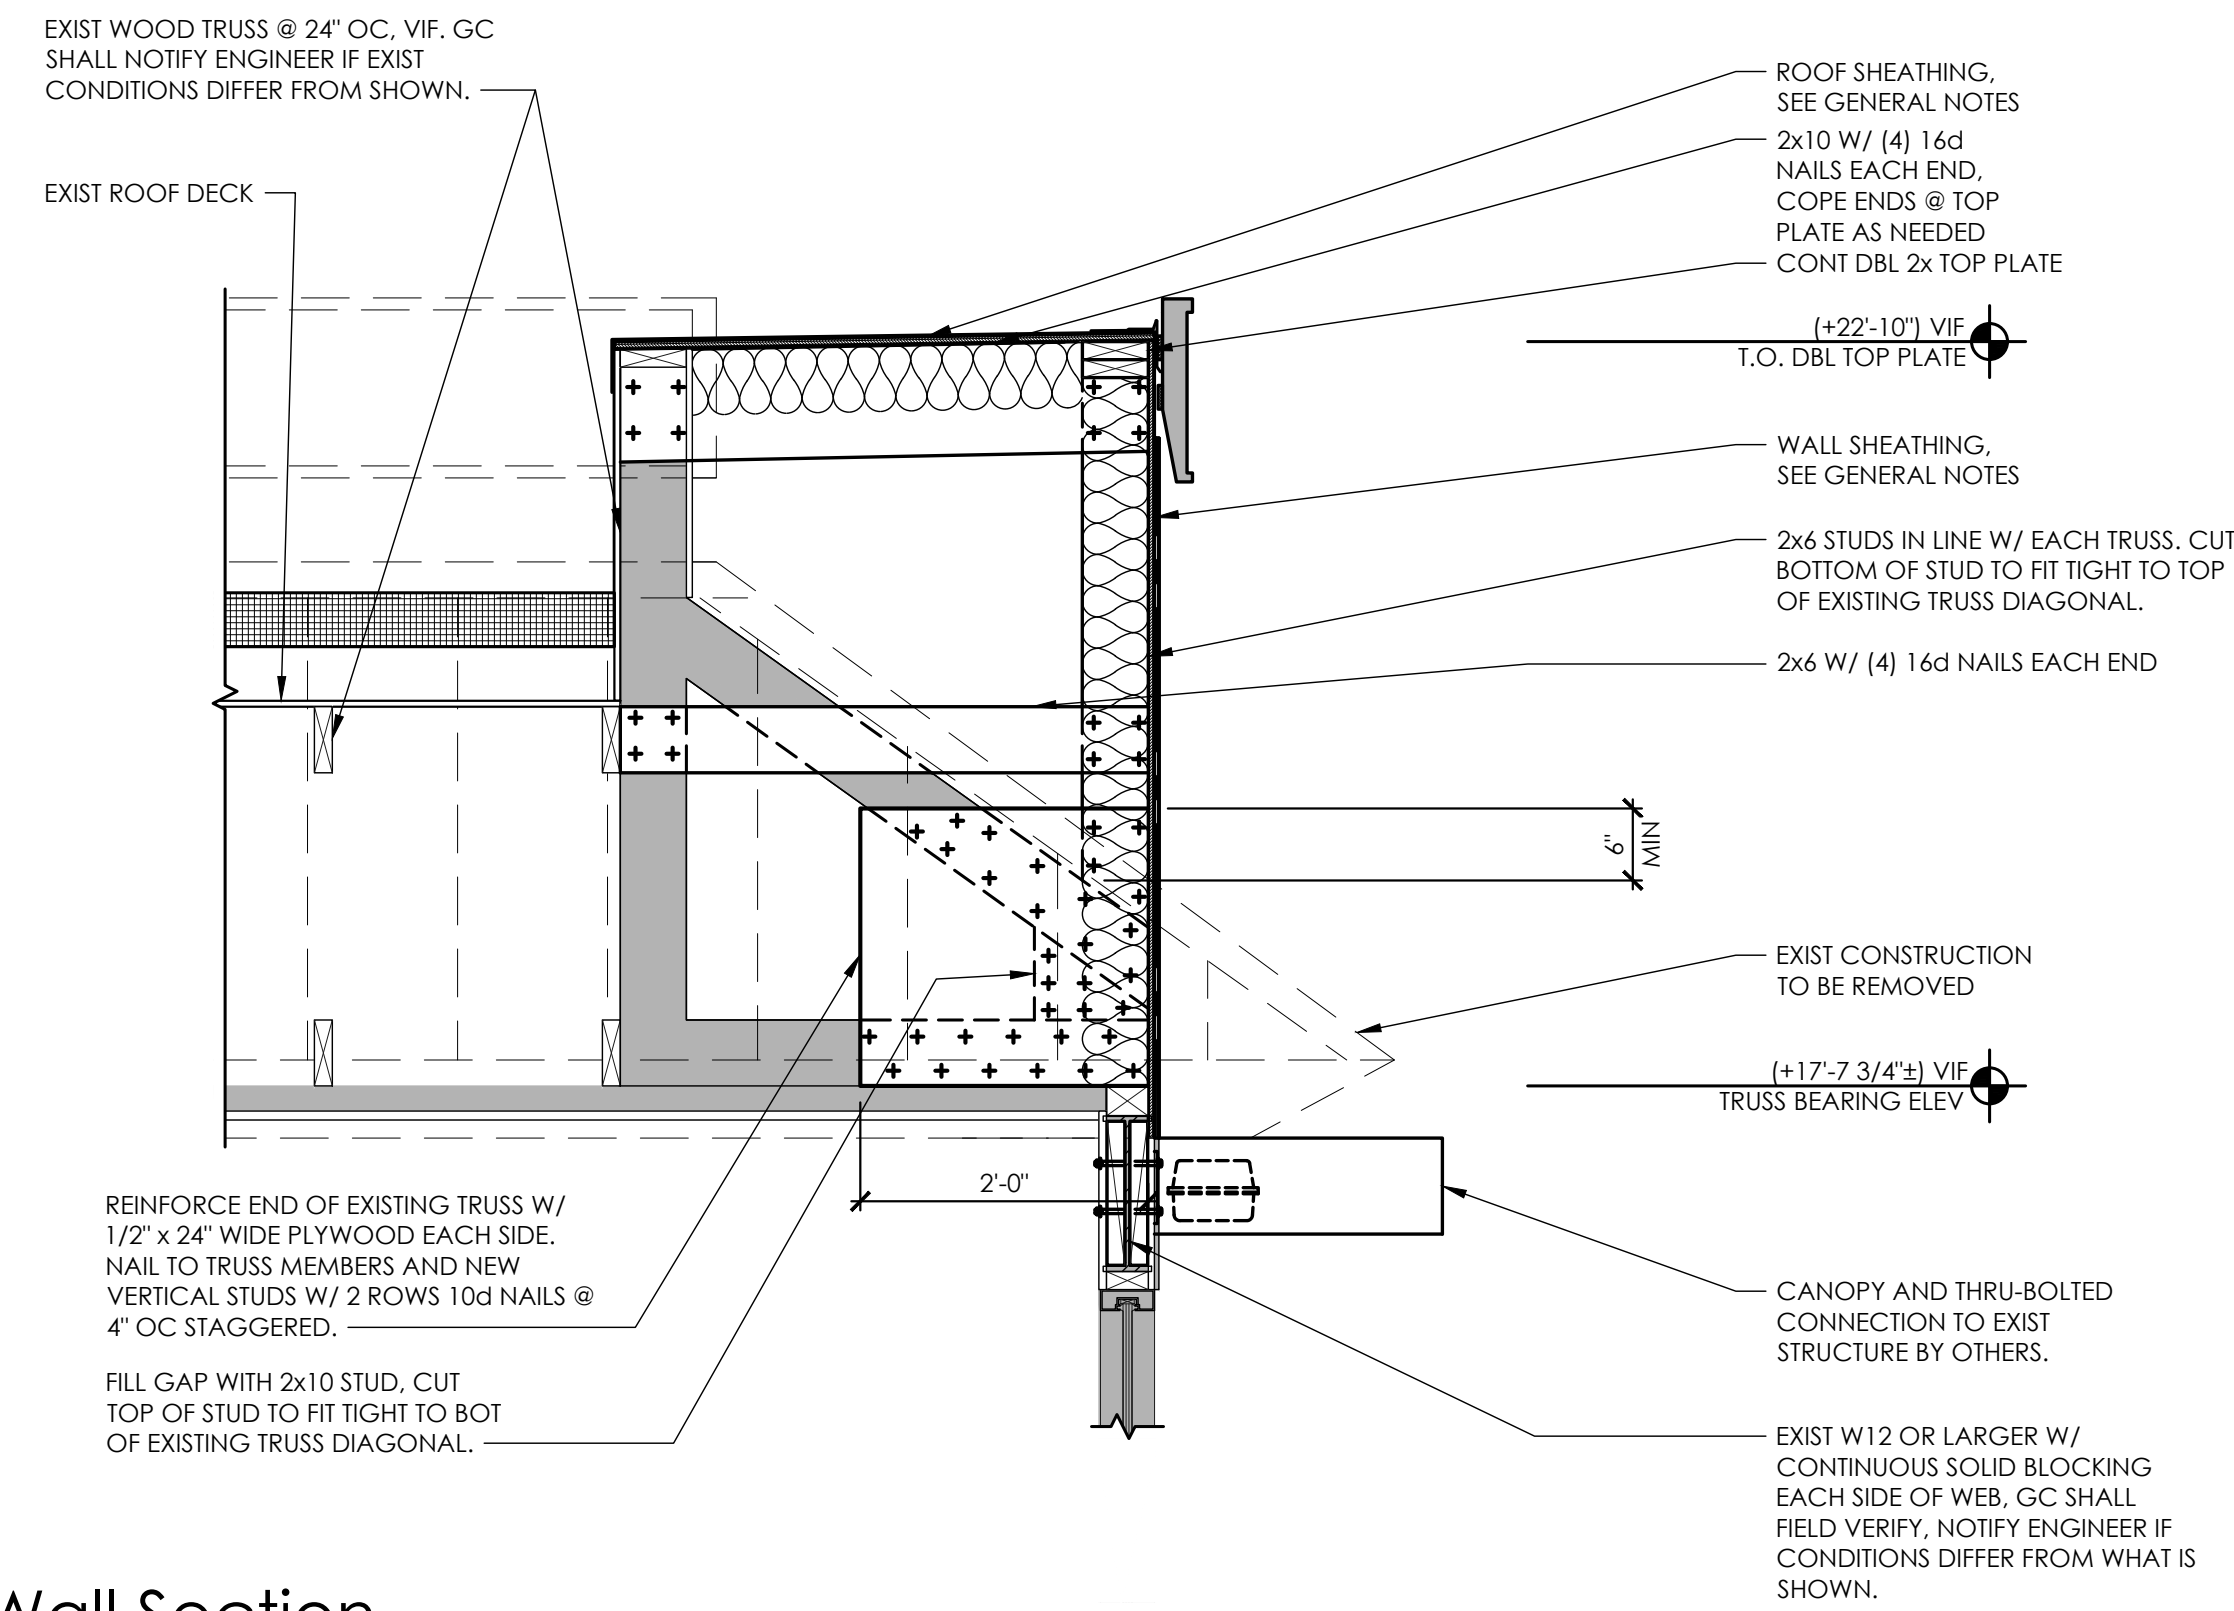 EXIST WOOD TRUSS @ 24" OC, VIF. GC
SHALL NOTIFY ENGINEER IF EXIST
CONDITIONS DIFFER FROM SHOWN.
EXIST ROOF DECK
ROOF SHEATHING,
SEE GENERAL NOTES
2x10 W/ (4) 16d
NAILS EACH END,
COPE ENDS @ TOP
PLATE AS NEEDED
CONT DBL 2x TOP PLATE
(+22'-10") VIF
T.O. DBL TOP PLATE
WALL SHEATHING,
SEE GENERAL NOTES
2x6 STUDS IN LINE W/ EACH TRUSS. CUT
BOTTOM OF STUD TO FIT TIGHT TO TOP
OF EXISTING TRUSS DIAGONAL.
2x6 W/ (4) 16d NAILS EACH END
6"
MIN
EXIST CONSTRUCTION
TO BE REMOVED
(+17'-7 3/4"±) VIF
TRUSS BEARING ELEV
2'-0"
REINFORCE END OF EXISTING TRUSS W/
1/2" x 24" WIDE PLYWOOD EACH SIDE.
NAIL TO TRUSS MEMBERS AND NEW
VERTICAL STUDS W/ 2 ROWS 10d NAILS @
4" OC STAGGERED.
FILL GAP WITH 2x10 STUD, CUT
TOP OF STUD TO FIT TIGHT TO BOT
OF EXISTING TRUSS DIAGONAL.
CANOPY AND THRU-BOLTED
CONNECTION TO EXIST
STRUCTURE BY OTHERS.
EXIST W12 OR LARGER W/
CONTINUOUS SOLID BLOCKING
EACH SIDE OF WEB, GC SHALL
FIELD VERIFY, NOTIFY ENGINEER IF
CONDITIONS DIFFER FROM WHAT IS
SHOWN.
Wall Section